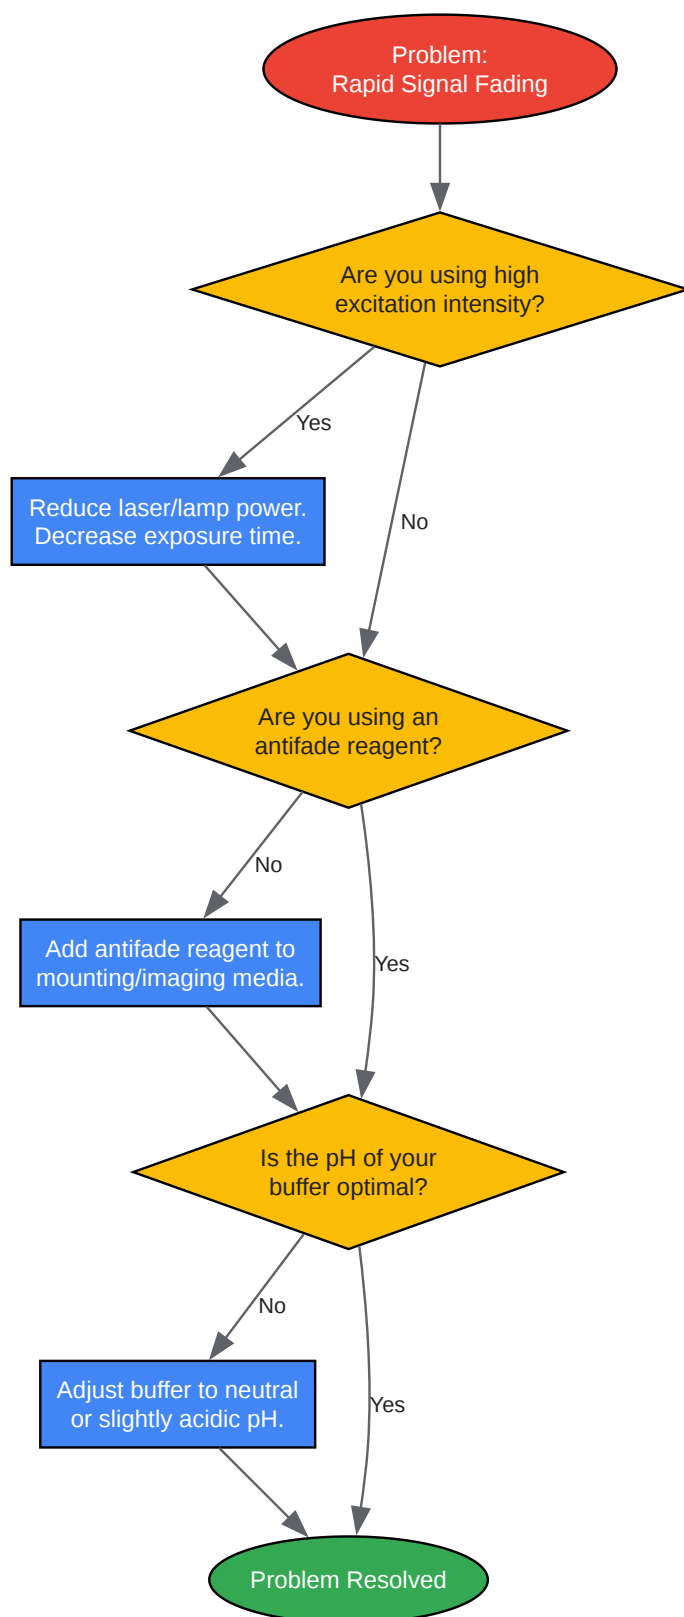 Problem:
Rapid Signal Fading
Are you using high
excitation intensity?
Yes
Reduce laser/lamp power.
Decrease exposure time.
No
Are you using an
antifade reagent?
No
Add antifade reagent to
mounting/imaging media.
Yes
Is the pH of your
buffer optimal?
No
Adjust buffer to neutral
or slightly acidic pH.
Yes
Problem Resolved